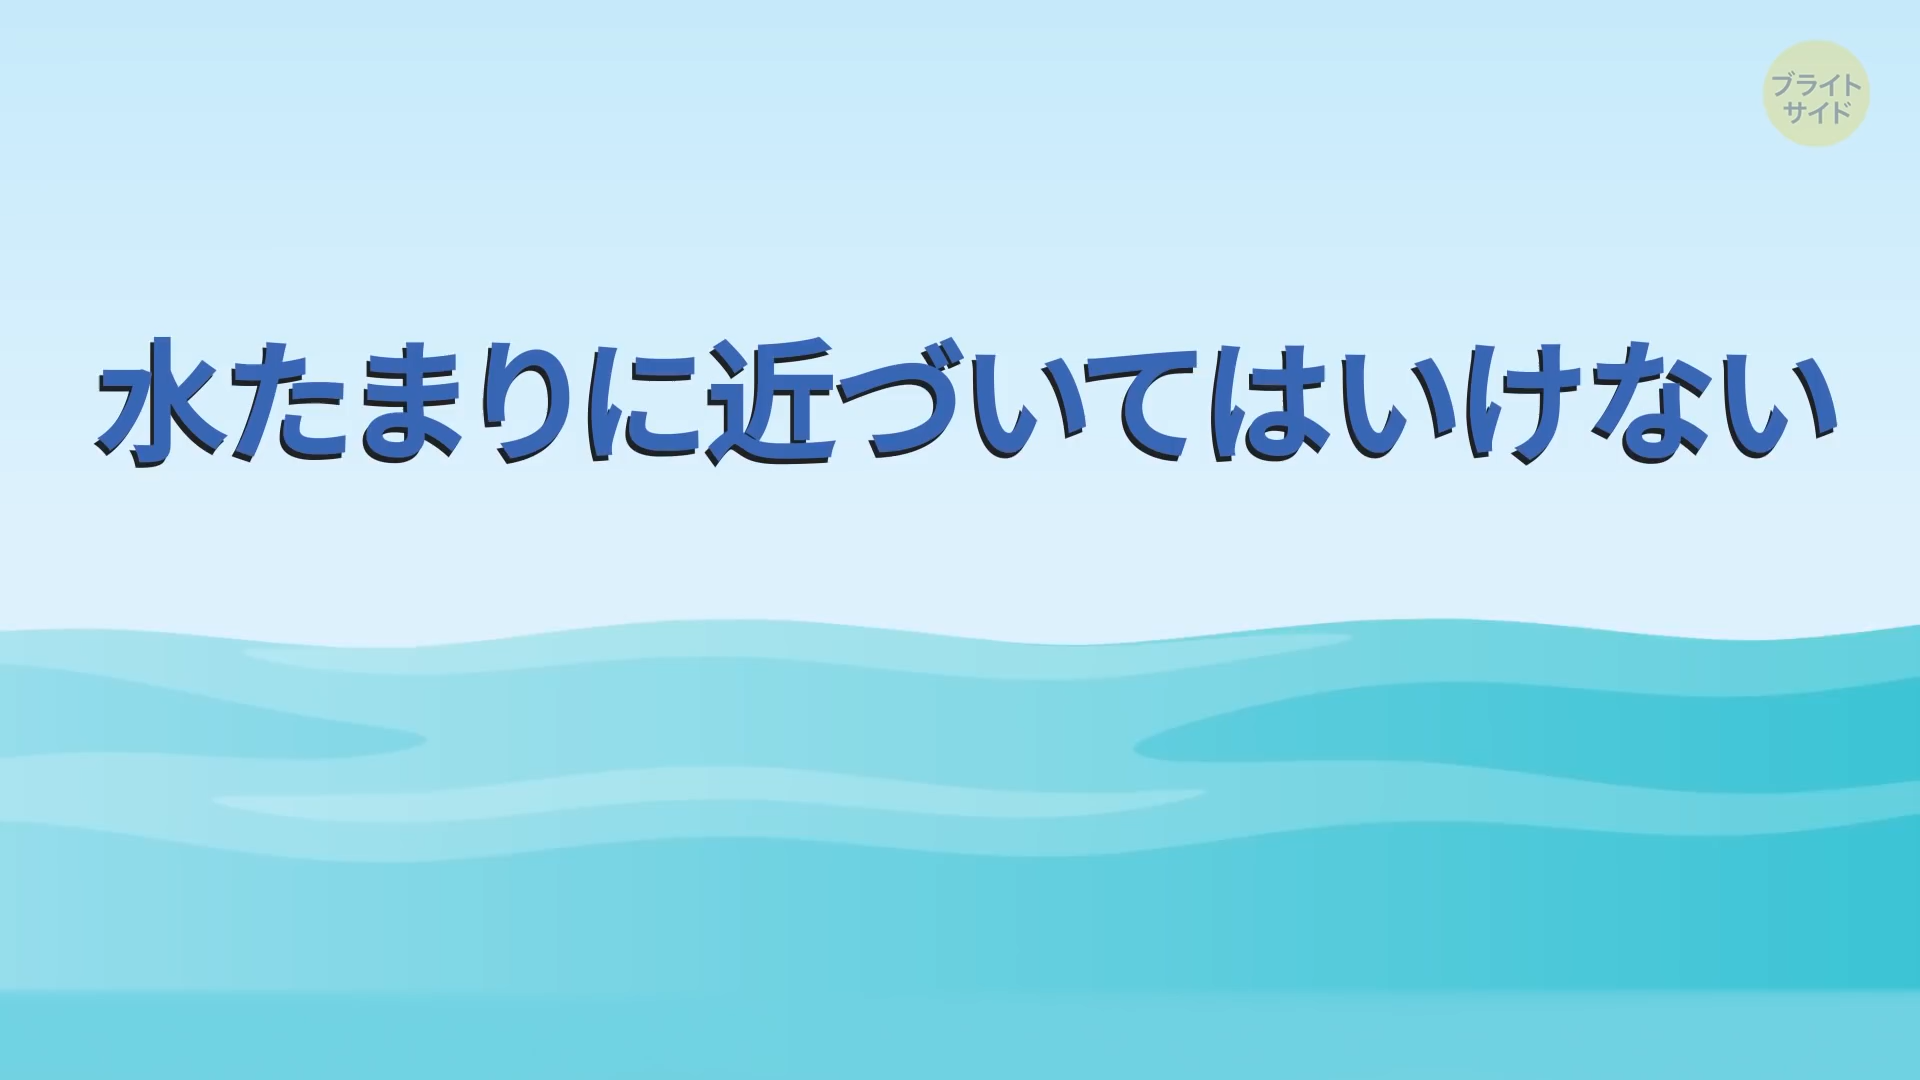 ブライト
サイド
水たまりに近づいてはいけない